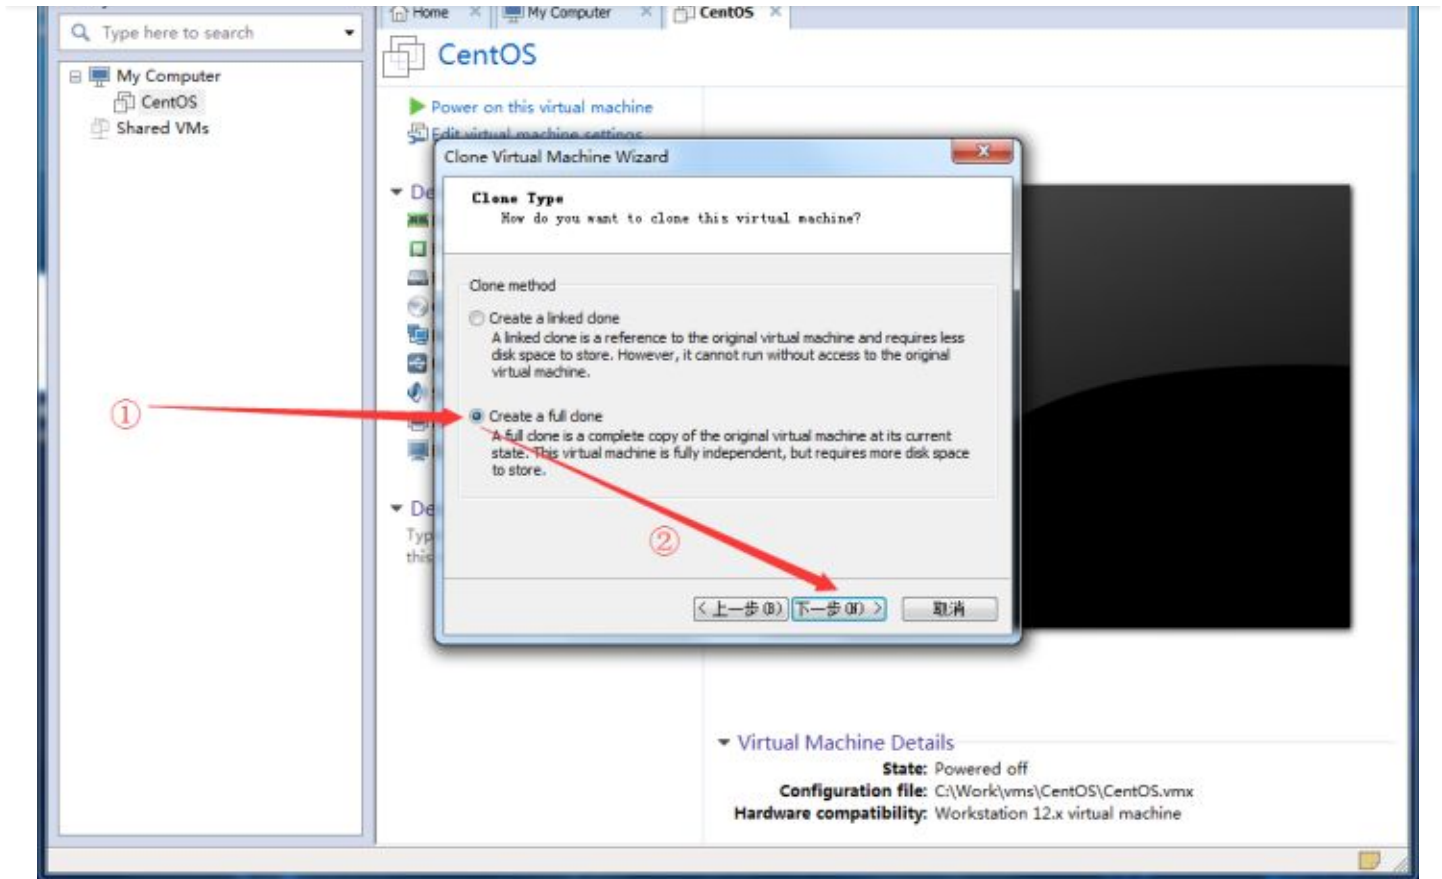 Home
My Computer
CentOS
Type here to search
CentOS
My Computer
CentOS
Shared VMs
Power on this virtual machine
Edit virtual machine settings
Clone Virtual Machine Wizard
Clone Type
How do you want to clone this virtual machine?
Clone method
Create a linked clone
A linked clone is a reference to the original virtual machine and requires less
disk space to store. However, it cannot run without access to the original
virtual machine.
①
Create a full clone
A full clone is a complete copy of the original virtual machine at its current
state. This virtual machine is fully independent, but requires more disk space
to store.
De
De
Typ
this
②
< 上一步(B)
下一步(N) >
取消
Virtual Machine Details
State: Powered off
Configuration file: C:\Work\vms\CentOS\CentOS.vmx
Hardware compatibility: Workstation 12.x virtual machine